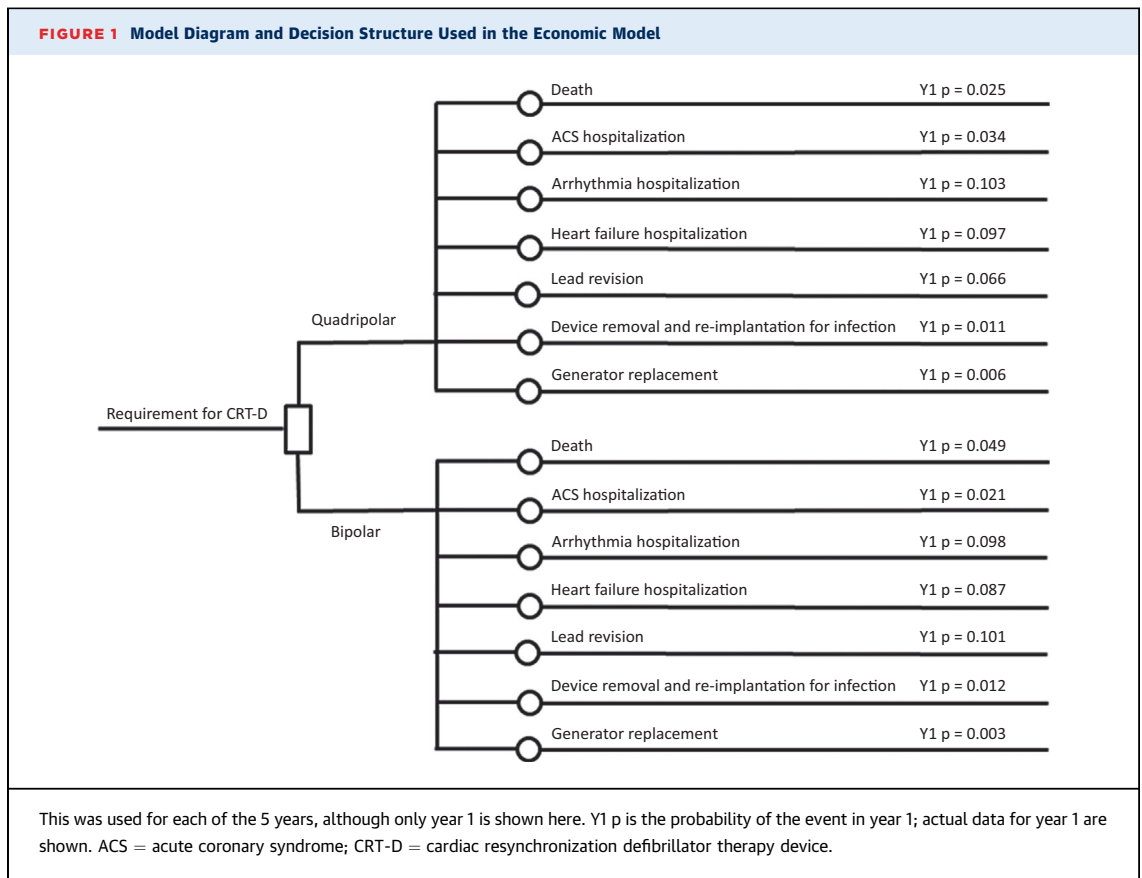 FIGURE 1 Model Diagram and Decision Structure Used in the Economic Model
Death Y1 p = 0.025
ACS hospitalization Y1 p = 0.034
Arrhythmia hospitalization Y1 p = 0.103
Heart failure hospitalization Y1 p = 0.097
Lead revision Y1 p = 0.066
Quadripolar
Device removal and re-implantation for infection Y1 p = 0.011
Generator replacement Y1 p = 0.006
Requirement for CRT-D
Death Y1 p = 0.049
ACS hospitalization Y1 p = 0.021
Bipolar
Arrhythmia hospitalization Y1 p = 0.098
Heart failure hospitalization Y1 p = 0.087
Lead revision Y1 p = 0.101
Device removal and re-implantation for infection Y1 p = 0.012
Generator replacement Y1 p = 0.003
This was used for each of the 5 years, although only year 1 is shown here. Y1 p is the probability of the event in year 1; actual data for year 1 are
shown. ACS = acute coronary syndrome; CRT-D = cardiac resynchronization defibrillator therapy device.